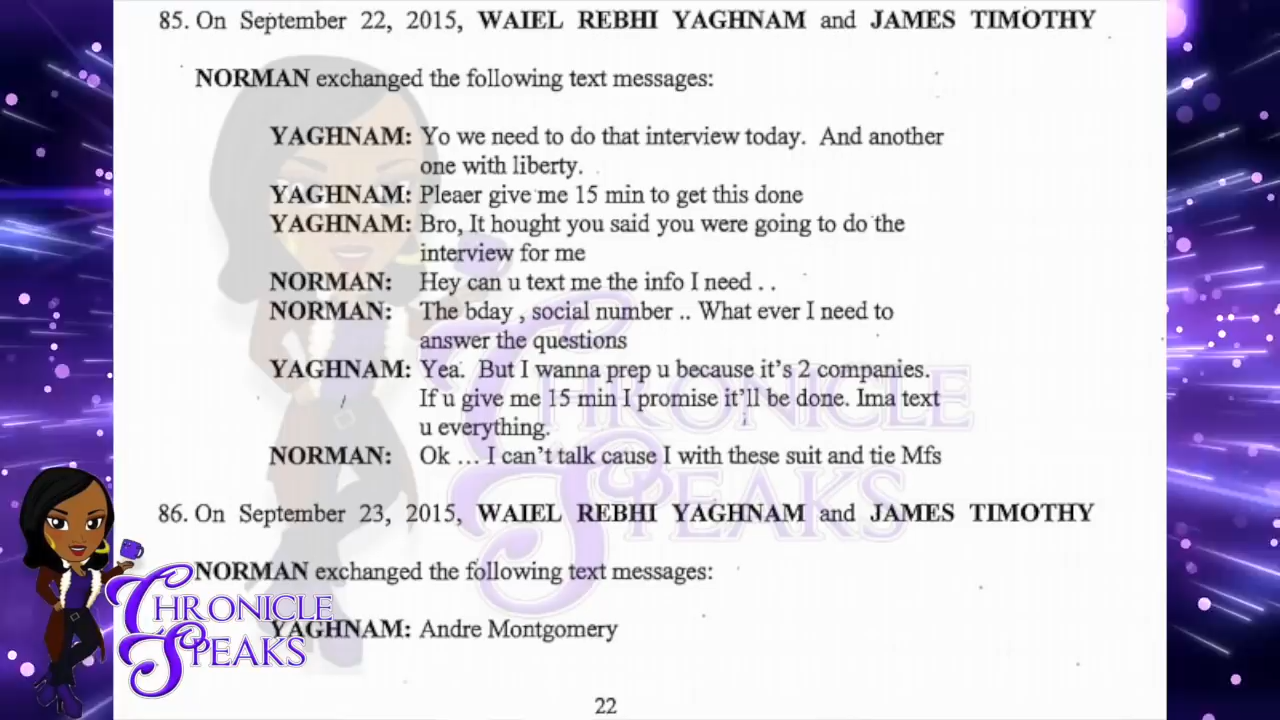 85. On September 22, 2015, WAIEL REBHI YAGHNAM and JAMES TIMOTHY
NORMAN exchanged the following text messages:
YAGHNAM: Yo we need to do that interview today. And another
one with liberty.
YAGHNAM: Pleaer give me 15 min to get this done
YAGHNAM: Bro, It hought you said you were going to do the
interview for me
NORMAN: Hey can u text me the info I need . .
NORMAN: The bday , social number .. What ever I need to
answer the questions
YAGHNAM: Yea. But I wanna prep u because it's 2 companies.
If u give me 15 min I promise it'll be done. Ima text
u everything.
NORMAN: Ok ... I can't talk cause I with these suit and tie Mfs
86. On September 23, 2015, WAIEL REBHI YAGHNAM and JAMES TIMOTHY
NORMAN exchanged the following text messages:
YAGHNAM: Andre Montgomery
22
CHRONICLE
SPEAKS
CHRONICLE
SPEAKS